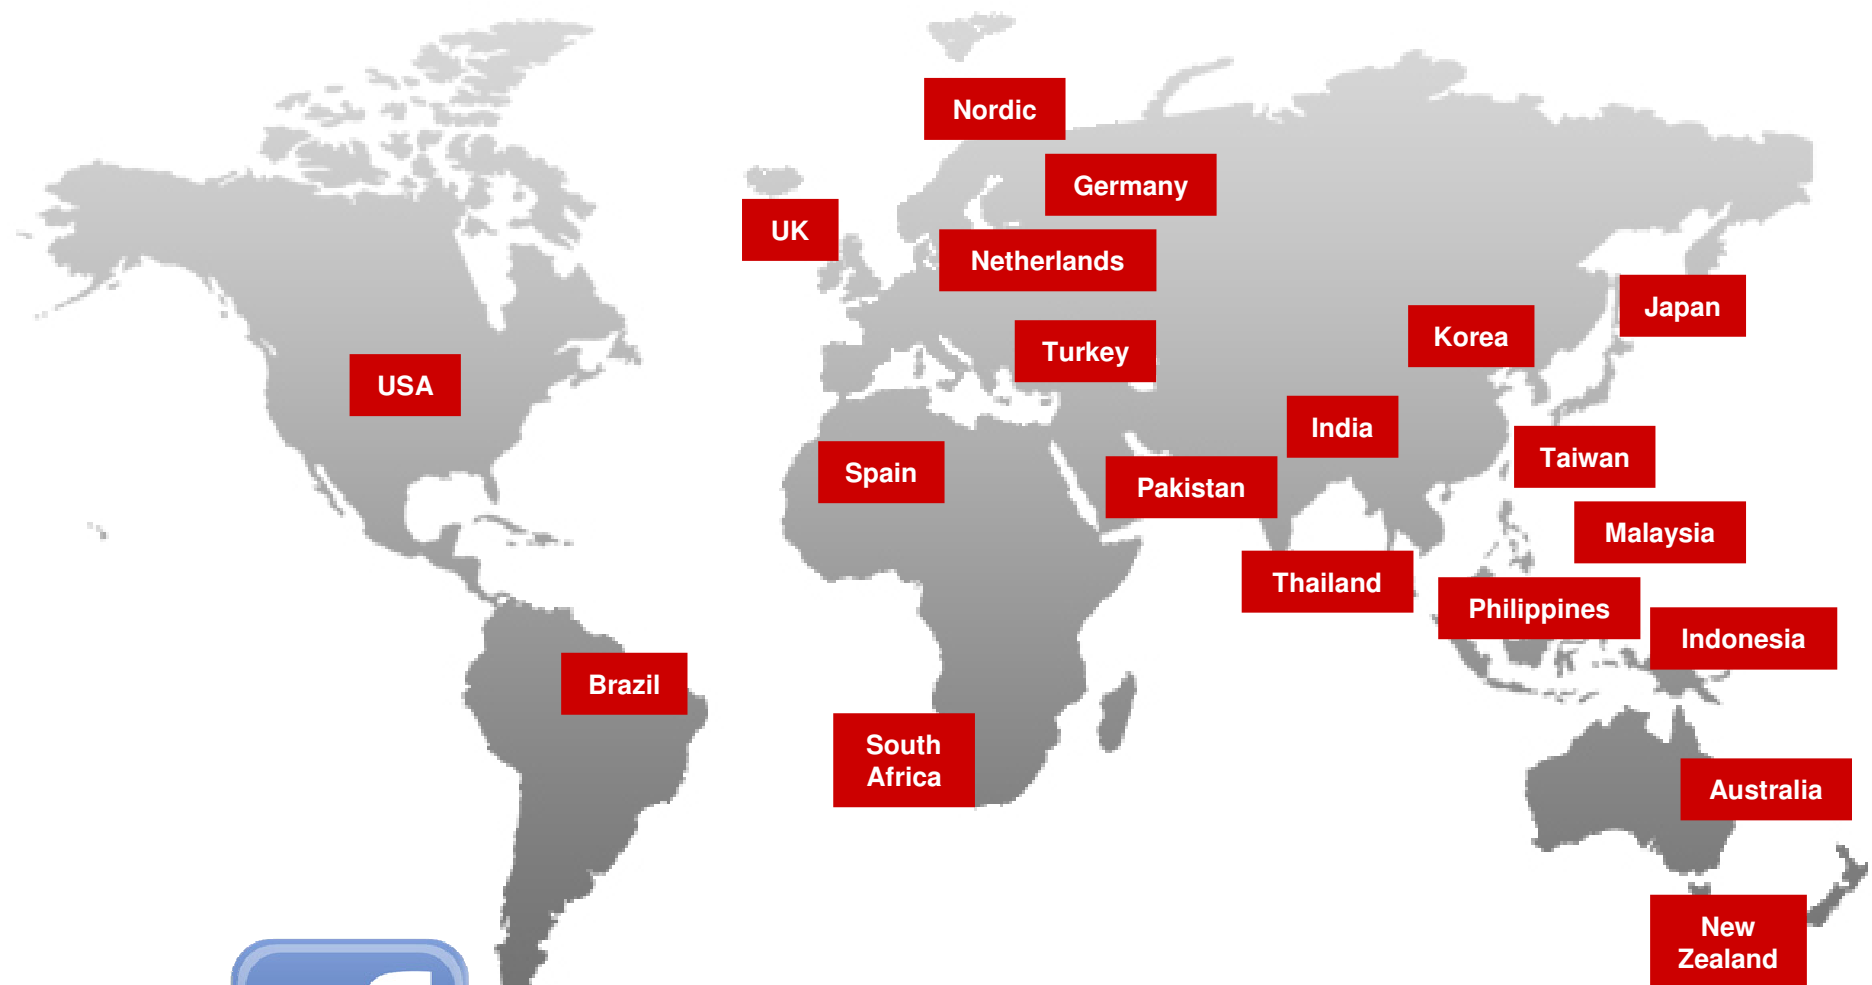 Nordic
Germany
UK
Netherlands
Japan
Korea
Turkey
USA
India
Taiwan
Spain
Pakistan
Malaysia
Thailand
Philippines
Indonesia
Brazil
South
Africa
Australia
New
Zealand